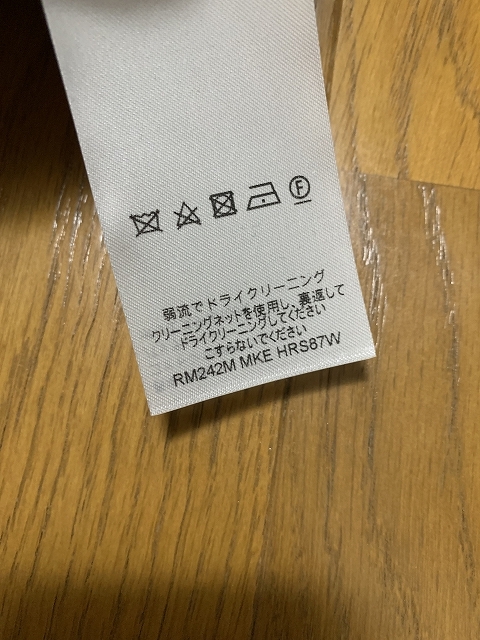 F
弱流でドライクリーニング
クリーニングネットを使用し、裏返して
ドライクリーニングしてください
こすらないでください
RM242M MKE HRS87W